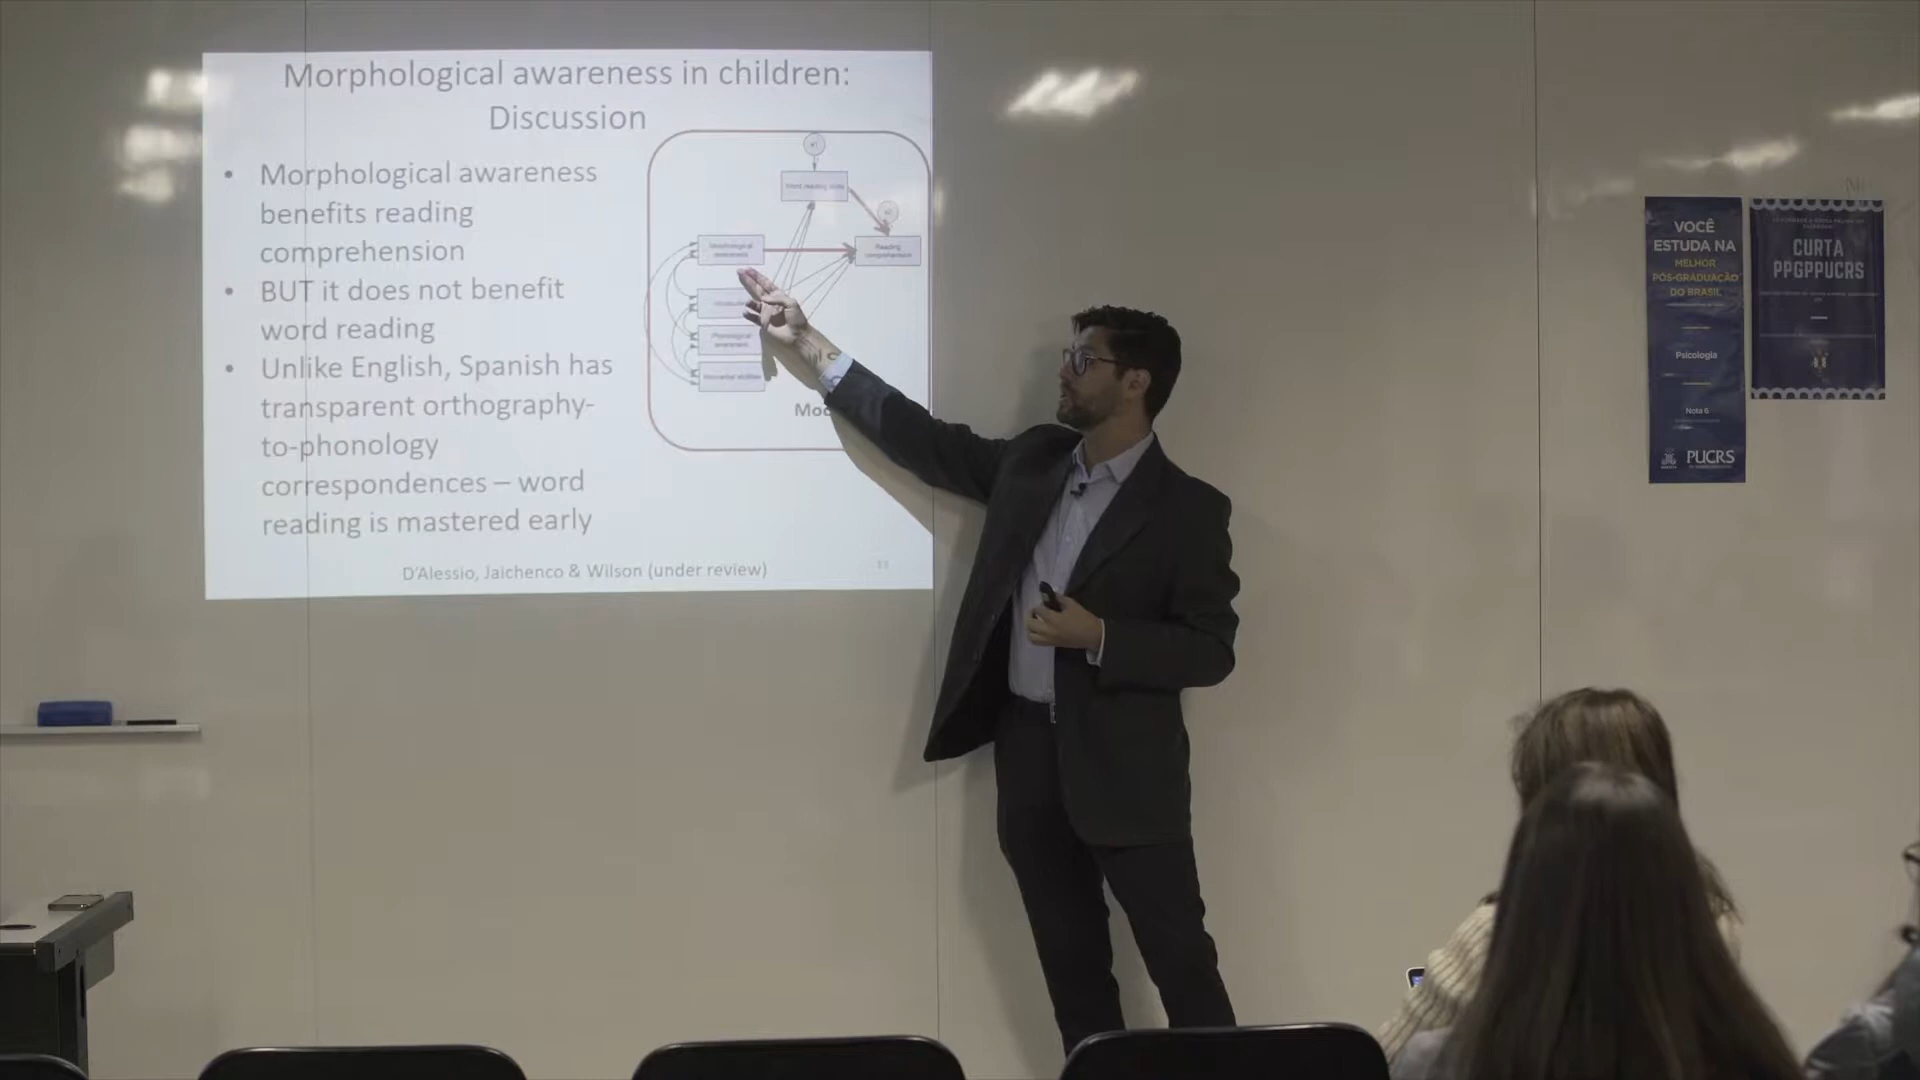 Morphological awareness in children:
Discussion
• Morphological awareness
benefits reading
comprehension
• BUT it does not benefit
word reading
• Unlike English, Spanish has
transparent orthography-
to-phonology
correspondences – word
reading is mastered early
Word reading
Morphological
awareness
Reading
comprehension
Phonological
awareness
D'Alessio, Jaichenco & Wilson (under review)
VOCÊ
ESTUDA NA
MELHOR
PÓS-GRADUAÇÃO
DO BRASIL
Psicologia
Nota 6
PUCRS
CURTA
PPGPPUCRS